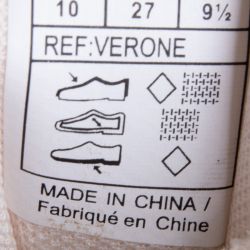 10 27 9½
REF:VERONE
MADE IN CHINA /
Fabriqué en Chine